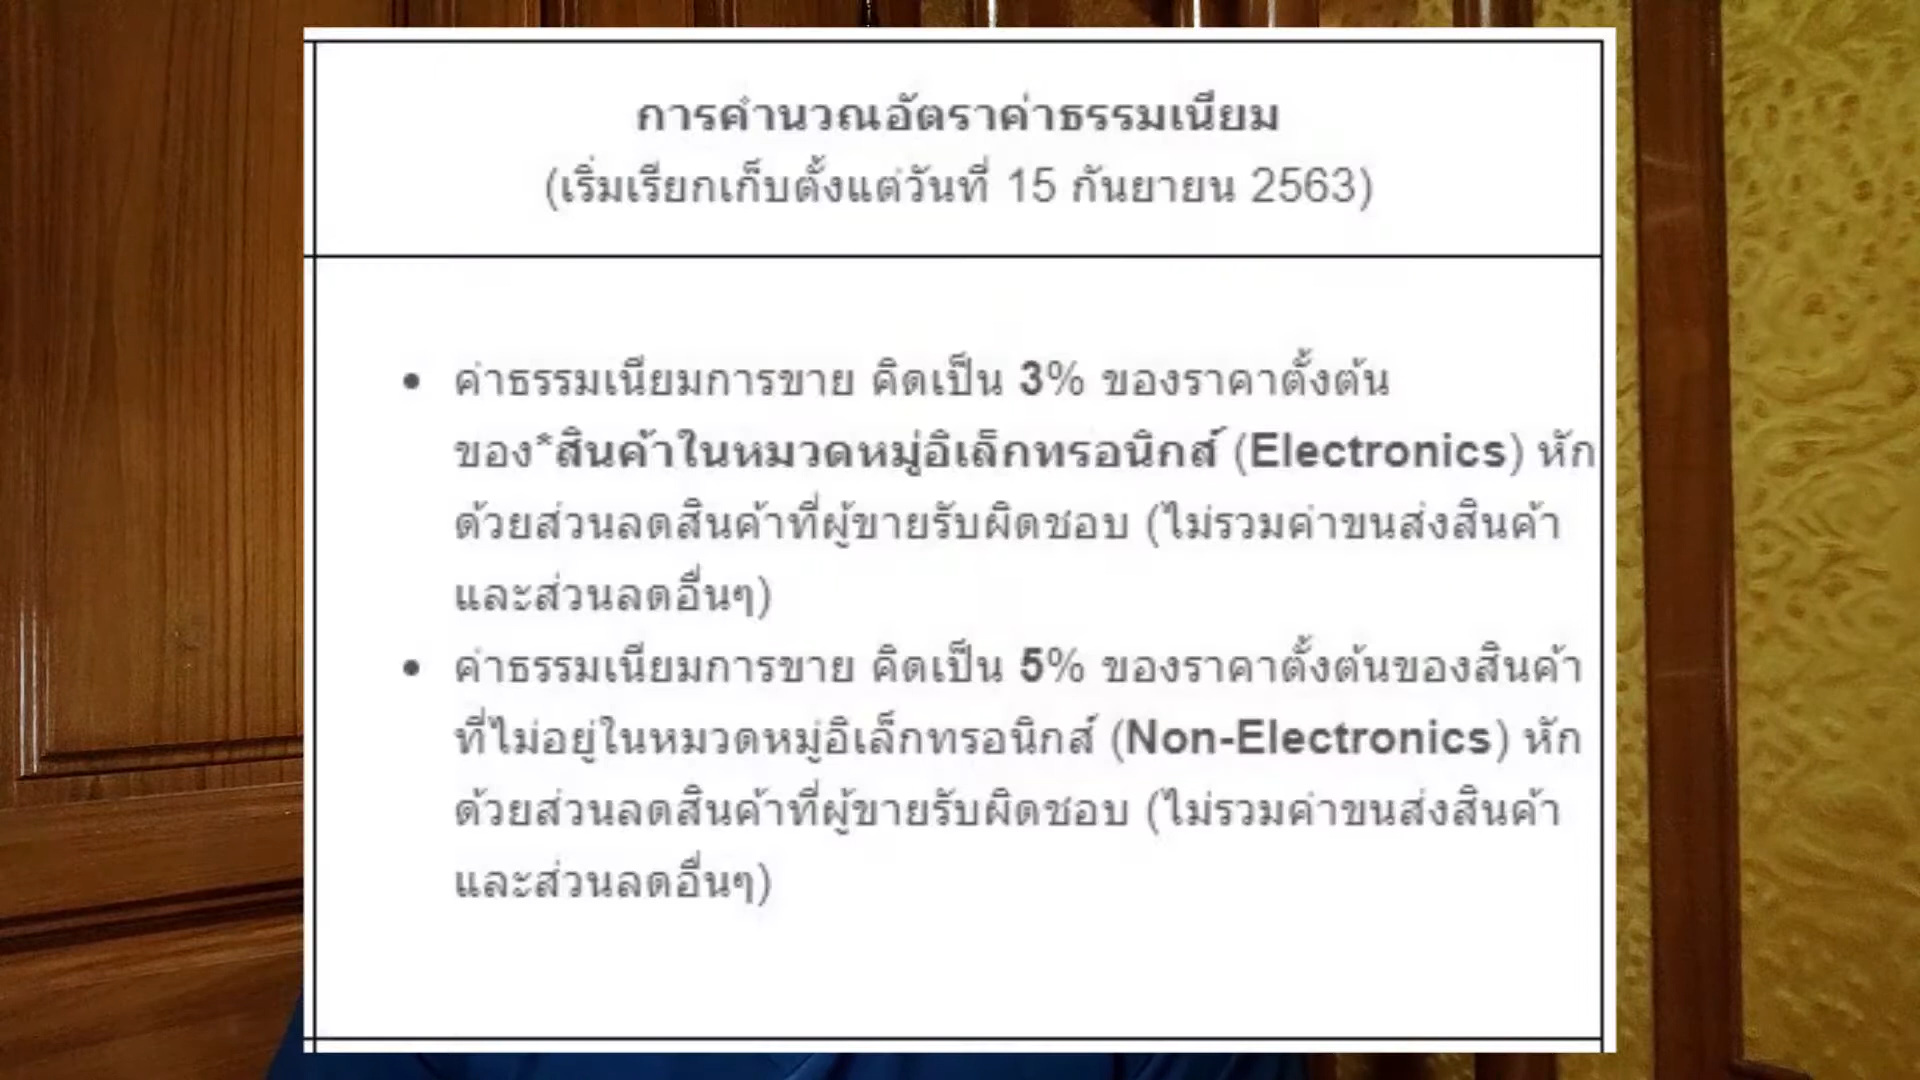 การคำนวณอัตราค่าธรรมเนียม
(เริ่มเรียกเก็บตั้งแต่วันที่ 15 กันยายน 2563)
• ค่าธรรมเนียมการขาย คิดเป็น 3% ของราคาตั้งต้น
ของ*สินค้าในหมวดหมู่อิเล็กทรอนิกส์ (Electronics) หัก
ด้วยส่วนลดสินค้าที่ผู้ขายรับผิดชอบ (ไม่รวมค่าขนส่งสินค้า
และส่วนลดอื่นๆ)
• ค่าธรรมเนียมการขาย คิดเป็น 5% ของราคาตั้งต้นของสินค้า
ที่ไม่อยู่ในหมวดหมู่อิเล็กทรอนิกส์ (Non-Electronics) หัก
ด้วยส่วนลดสินค้าที่ผู้ขายรับผิดชอบ (ไม่รวมค่าขนส่งสินค้า
และส่วนลดอื่นๆ)